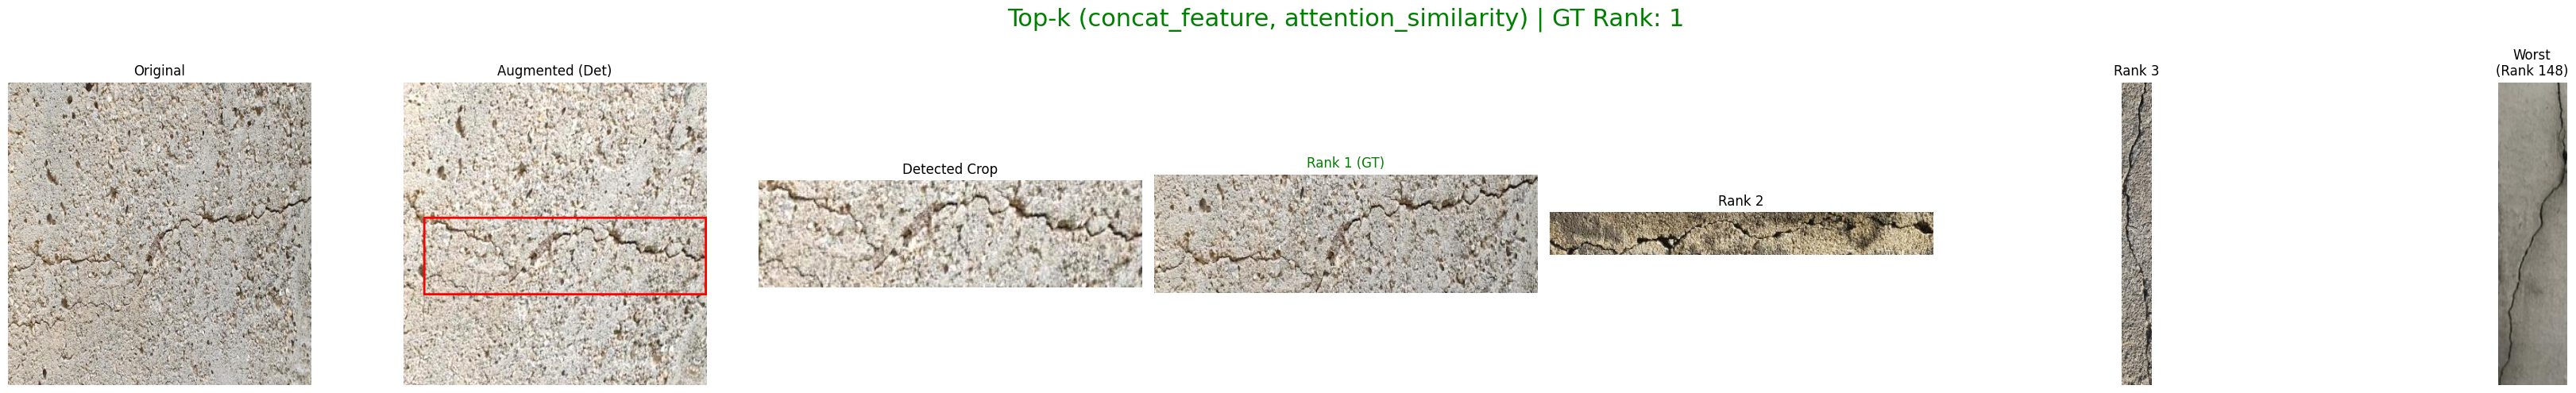 Top-k (concat_feature, attention_similarity) | GT Rank: 1
Original
Augmented (Det)
Detected Crop
Rank 1 (GT)
Rank 2
Rank 3
Worst
(Rank 148)